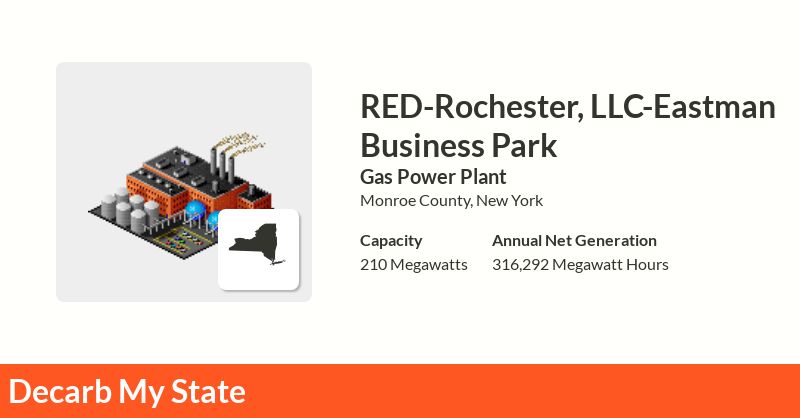 RED-Rochester, LLC-Eastman
Business Park
Gas Power Plant
Monroe County, New York
Capacity
Annual Net Generation
210 Megawatts
316,292 Megawatt Hours
Decarb My State